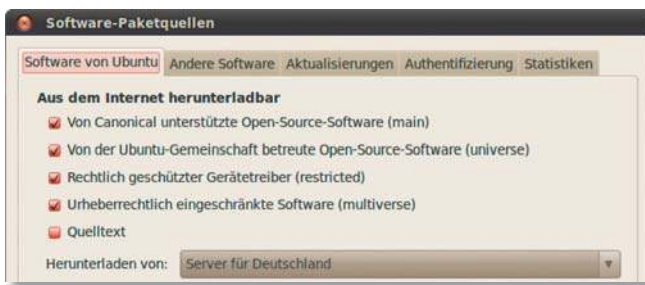 Software-Paketquellen
Software von Ubuntu Andere Software Aktualisierungen Authentifizierung Statistiken
Aus dem Internet herunterladbar
Von Canonical unterstützte Open-Source-Software (main)
Von der Ubuntu-Gemeinschaft betreute Open-Source-Software (universe)
Rechtlich geschützter Gerätetreiber (restricted)
Urheberrechtlich eingeschränkte Software (multiverse)
Quelltext
Herunterladen von: Server für Deutschland